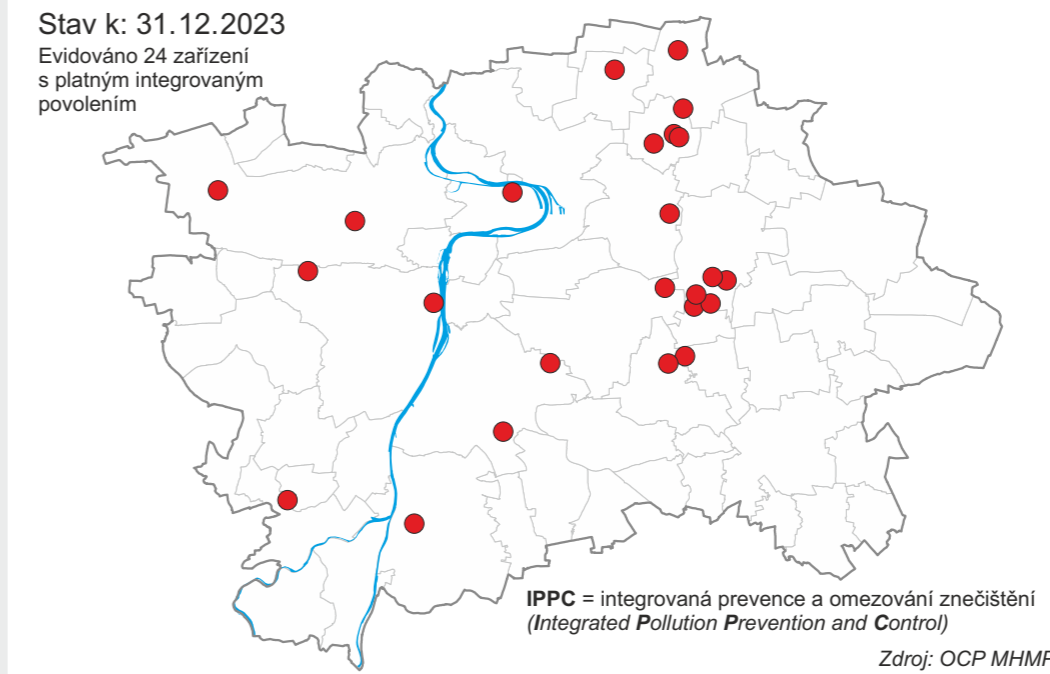 Stav k: 31.12.2023
Evidováno 24 zařízení
s platným integrovaným
povolením
IPPC = integrovaná prevence a omezování znečištění
(Integrated Pollution Prevention and Control)
Zdroj: OCP MHMP